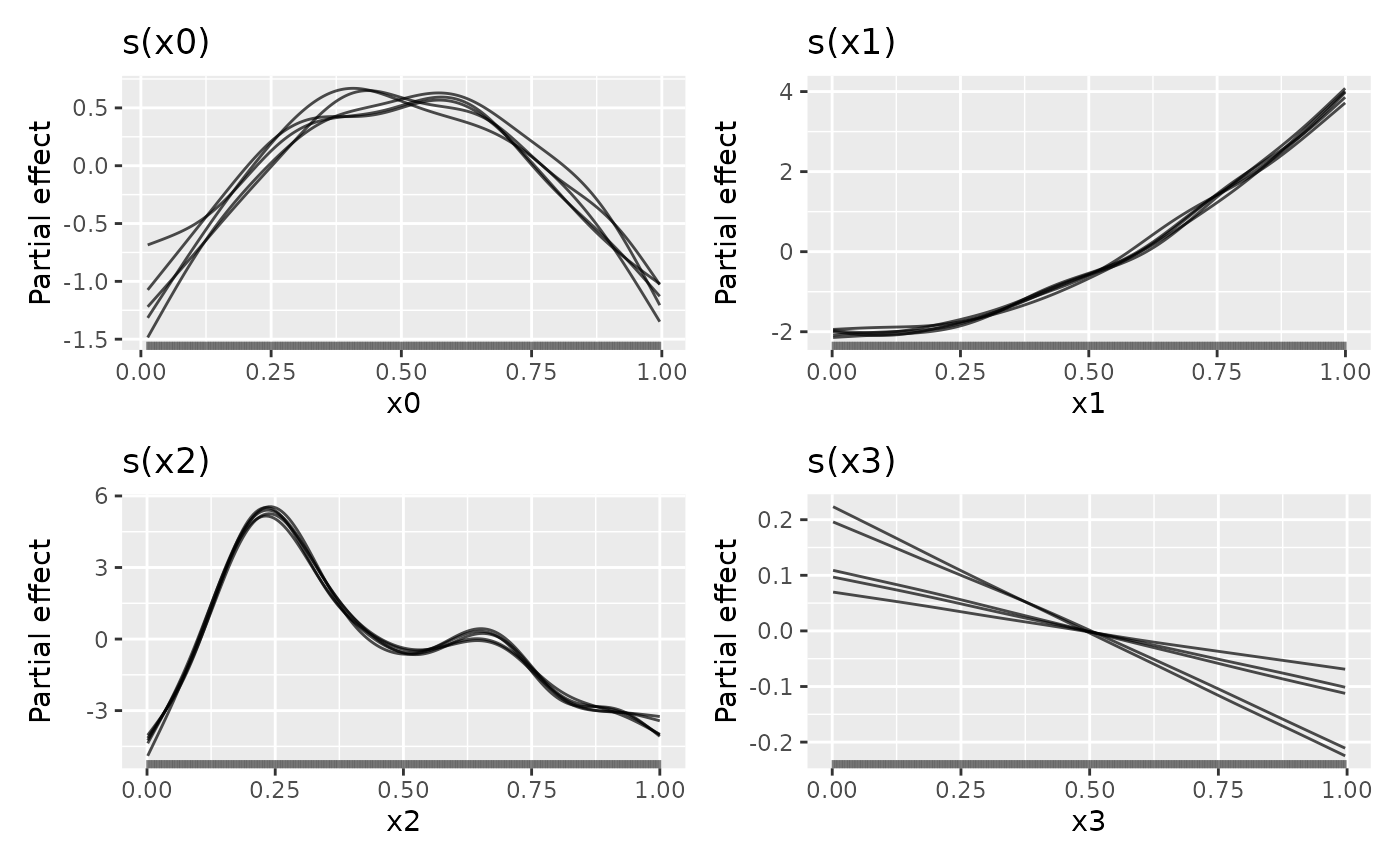 s(x0)
Partial effect
0.5
0.0
-0.5
-1.0
-1.5
0.00 0.25 0.50 0.75 1.00
x0
s(x1)
Partial effect
4
2
0
-2
0.00 0.25 0.50 0.75 1.00
x1
s(x2)
Partial effect
6
3
0
-3
0.00 0.25 0.50 0.75 1.00
x2
s(x3)
Partial effect
0.2
0.1
0.0
-0.1
-0.2
0.00 0.25 0.50 0.75 1.00
x3